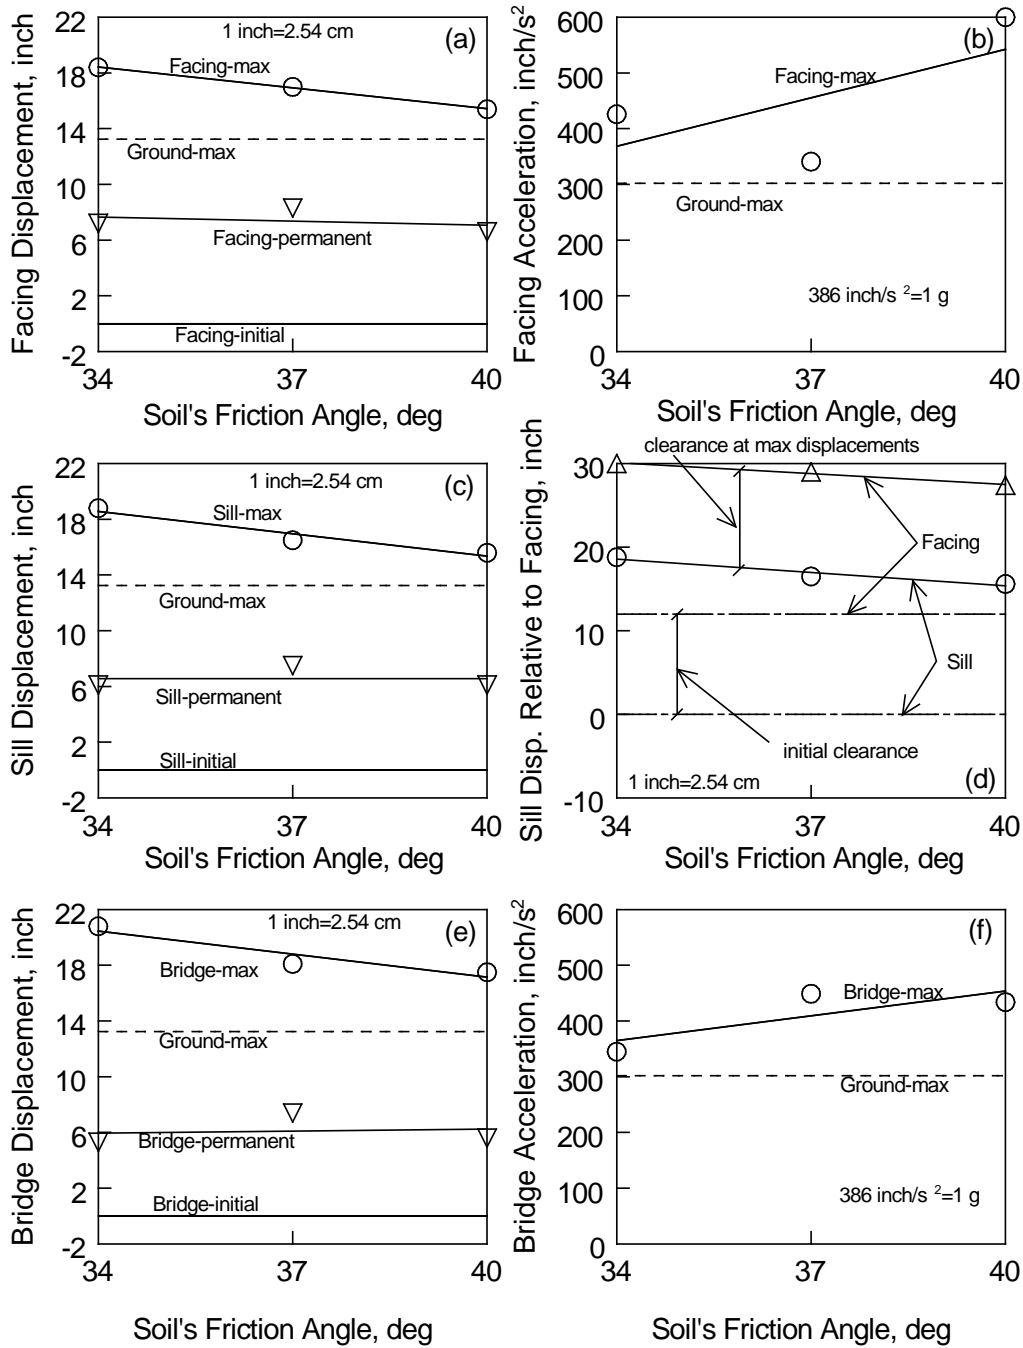 Facing Displacement, inch
22
18
14
10
6
2
-2
1 inch=2.54 cm
(a)
Facing-max
Ground-max
Facing-permanent
Facing-initial
34
37
40
Soil's Friction Angle, deg
Facing Acceleration, inch/s²
600
500
400
300
200
100
0
(b)
Facing-max
Ground-max
386 inch/s ²=1 g
34
37
40
Soil's Friction Angle, deg
Sill Displacement, inch
22
18
14
10
6
2
-2
1 inch=2.54 cm
(c)
Sill-max
Ground-max
Sill-permanent
Sill-initial
34
37
40
Soil's Friction Angle, deg
Sill Disp. Relative to Facing, inch
clearance at max displacements
30
20
10
0
-10
Facing
Sill
initial clearance
1 inch=2.54 cm
(d)
34
37
40
Soil's Friction Angle, deg
Bridge Displacement, inch
22
18
14
10
6
2
-2
1 inch=2.54 cm
(e)
Bridge-max
Ground-max
Bridge-permanent
Bridge-initial
34
37
40
Soil's Friction Angle, deg
Bridge Acceleration, inch/s²
600
500
400
300
200
100
0
(f)
Bridge-max
Ground-max
386 inch/s ²=1 g
34
37
40
Soil's Friction Angle, deg